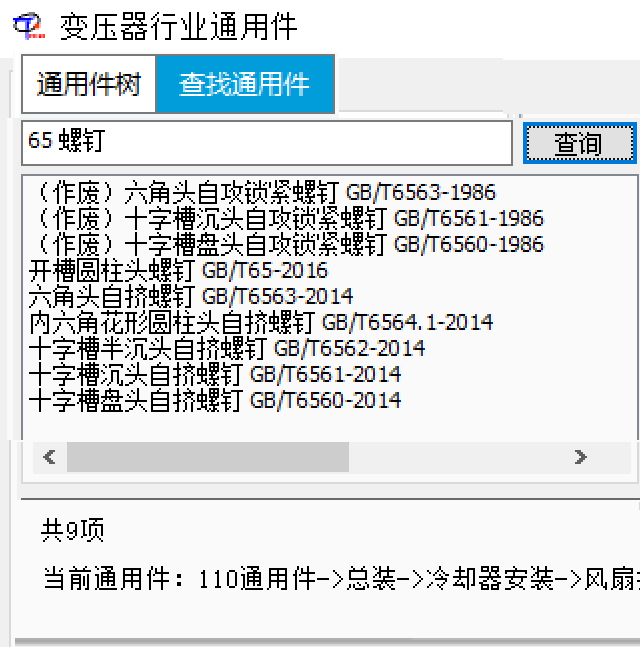 变压器行业通用件
通用件树 查找通用件
65 螺钉 查询
（作废）六角头自攻锁紧螺钉 GB/T6563-1986
（作废）十字槽沉头自攻锁紧螺钉 GB/T6561-1986
（作废）十字槽盘头自攻锁紧螺钉 GB/T6560-1986
开槽圆柱头螺钉 GB/T65-2016
六角头自挤螺钉 GB/T6563-2014
内六角花形圆柱头自挤螺钉 GB/T6564.1-2014
十字槽半沉头自挤螺钉 GB/T6562-2014
十字槽沉头自挤螺钉 GB/T6561-2014
十字槽盘头自挤螺钉 GB/T6560-2014
共9项
当前通用件：110通用件->总装->冷却器安装->风扇